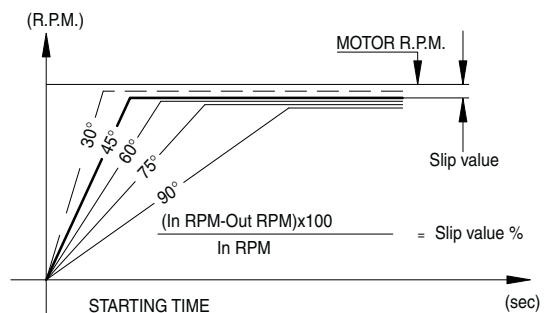 (R.P.M.)
MOTOR R.P.M.
Slip value
30°
45°
60°
75°
90°
(In RPM-Out RPM)x100
In RPM
= Slip value %
STARTING TIME
(sec)